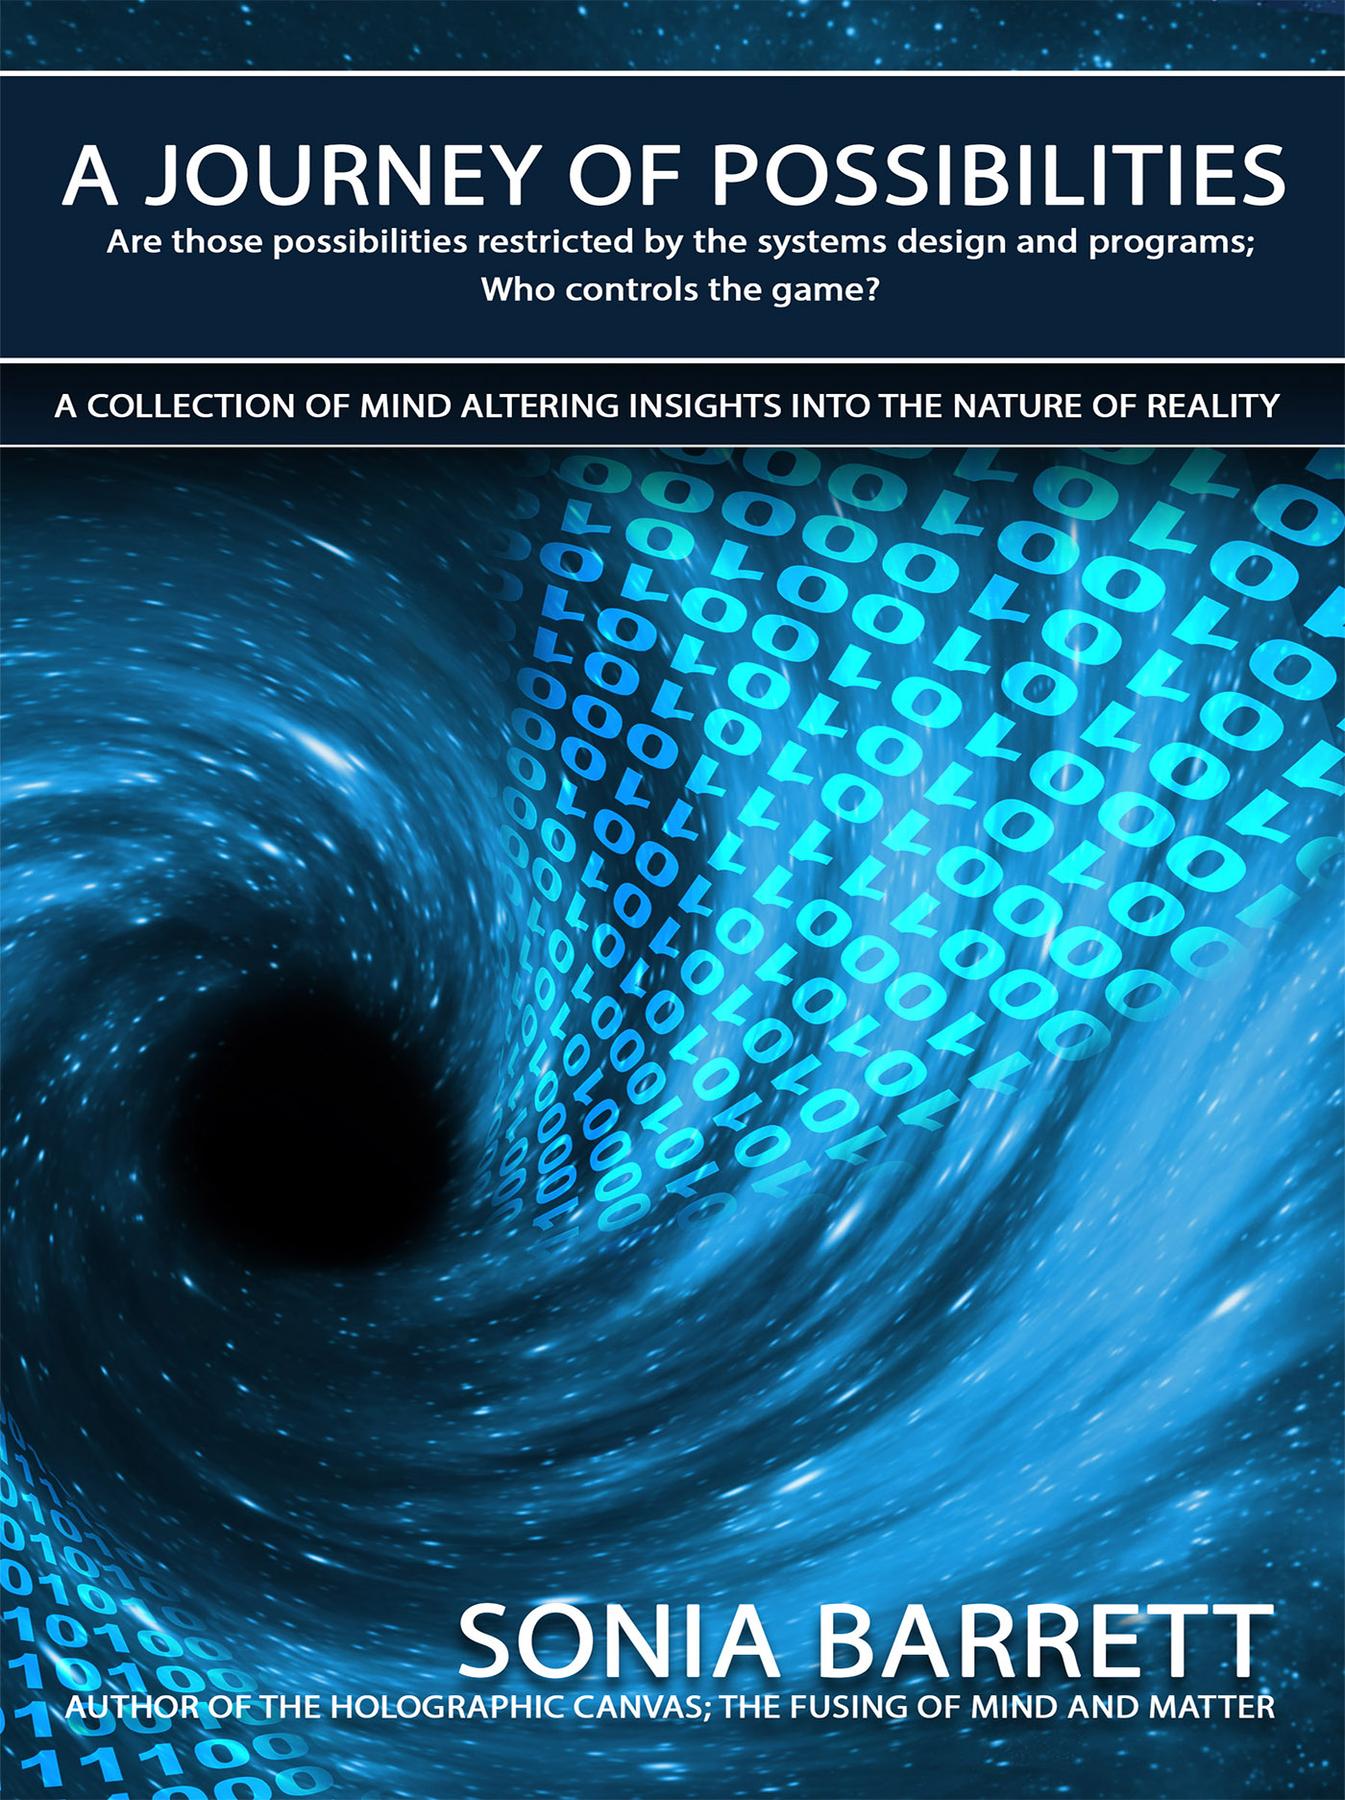 A JOURNEY OF POSSIBILITIES
Are those possibilities restricted by the systems design and programs;
Who controls the game?
A COLLECTION OF MIND ALTERING INSIGHTS INTO THE NATURE OF REALITY
SONIA BARRETT
AUTHOR OF THE HOLOGRAPHIC CANVAS; THE FUSING OF MIND AND MATTER